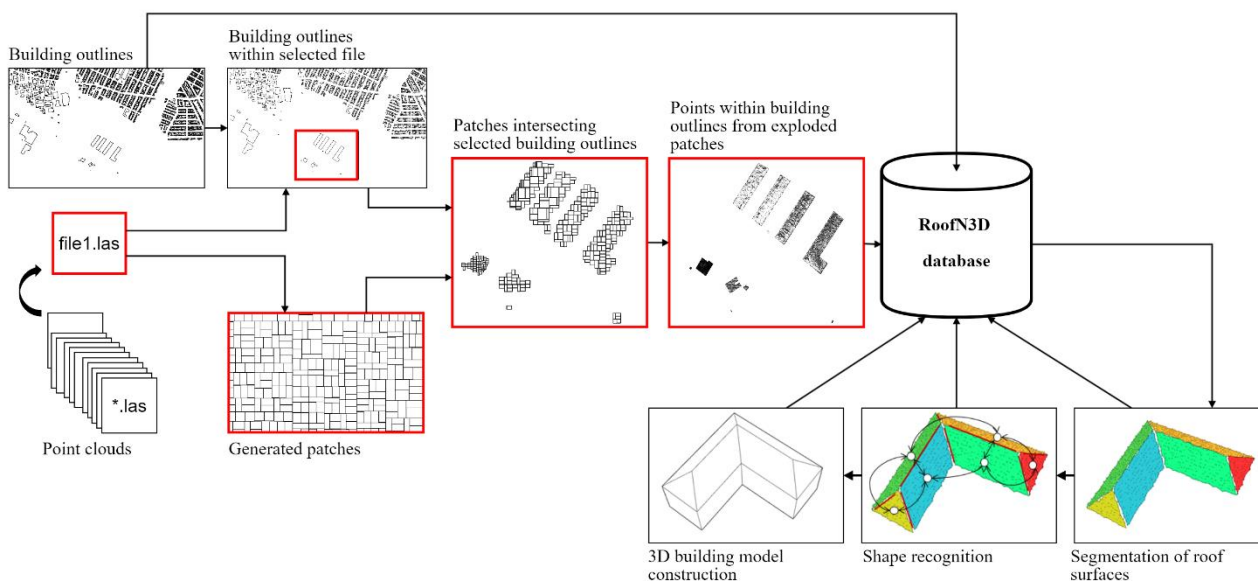 Building outlines
Building outlines
within selected file
Patches intersecting
selected building outlines
Points within building
outlines from exploded
patches
file1.las
RoofN3D
database
*.las
Point clouds
Generated patches
3D building model
construction
Shape recognition
Segmentation of roof
surfaces